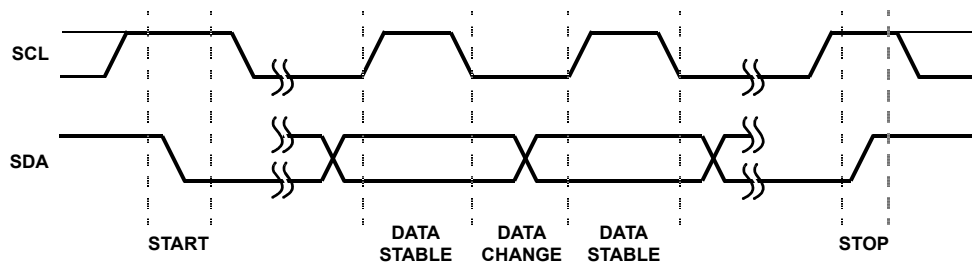 SCL
SDA
START
DATA STABLE
DATA CHANGE
DATA STABLE
STOP